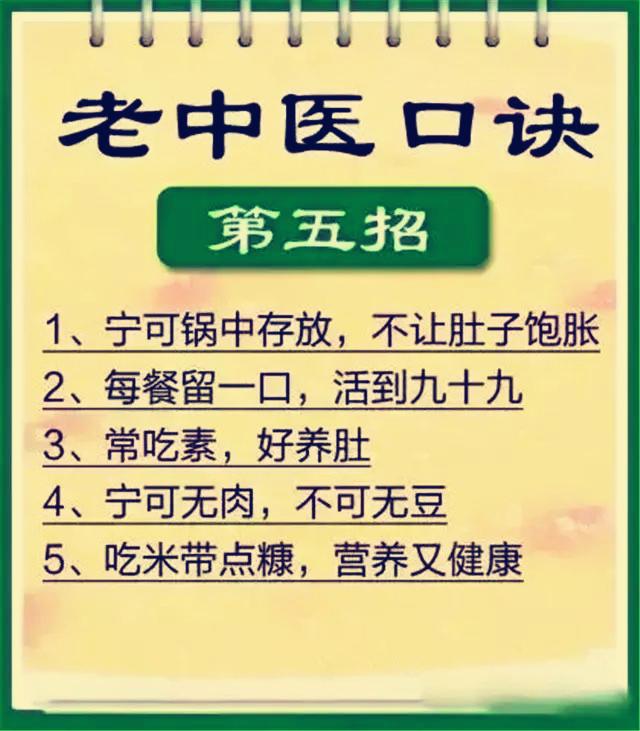 老中医口诀
第五招
1、宁可锅中存放，不让肚子饱胀
2、每餐留一口，活到九十九
3、常吃素，好养肚
4、宁可无肉，不可无豆
5、吃米带点糠，营养又健康